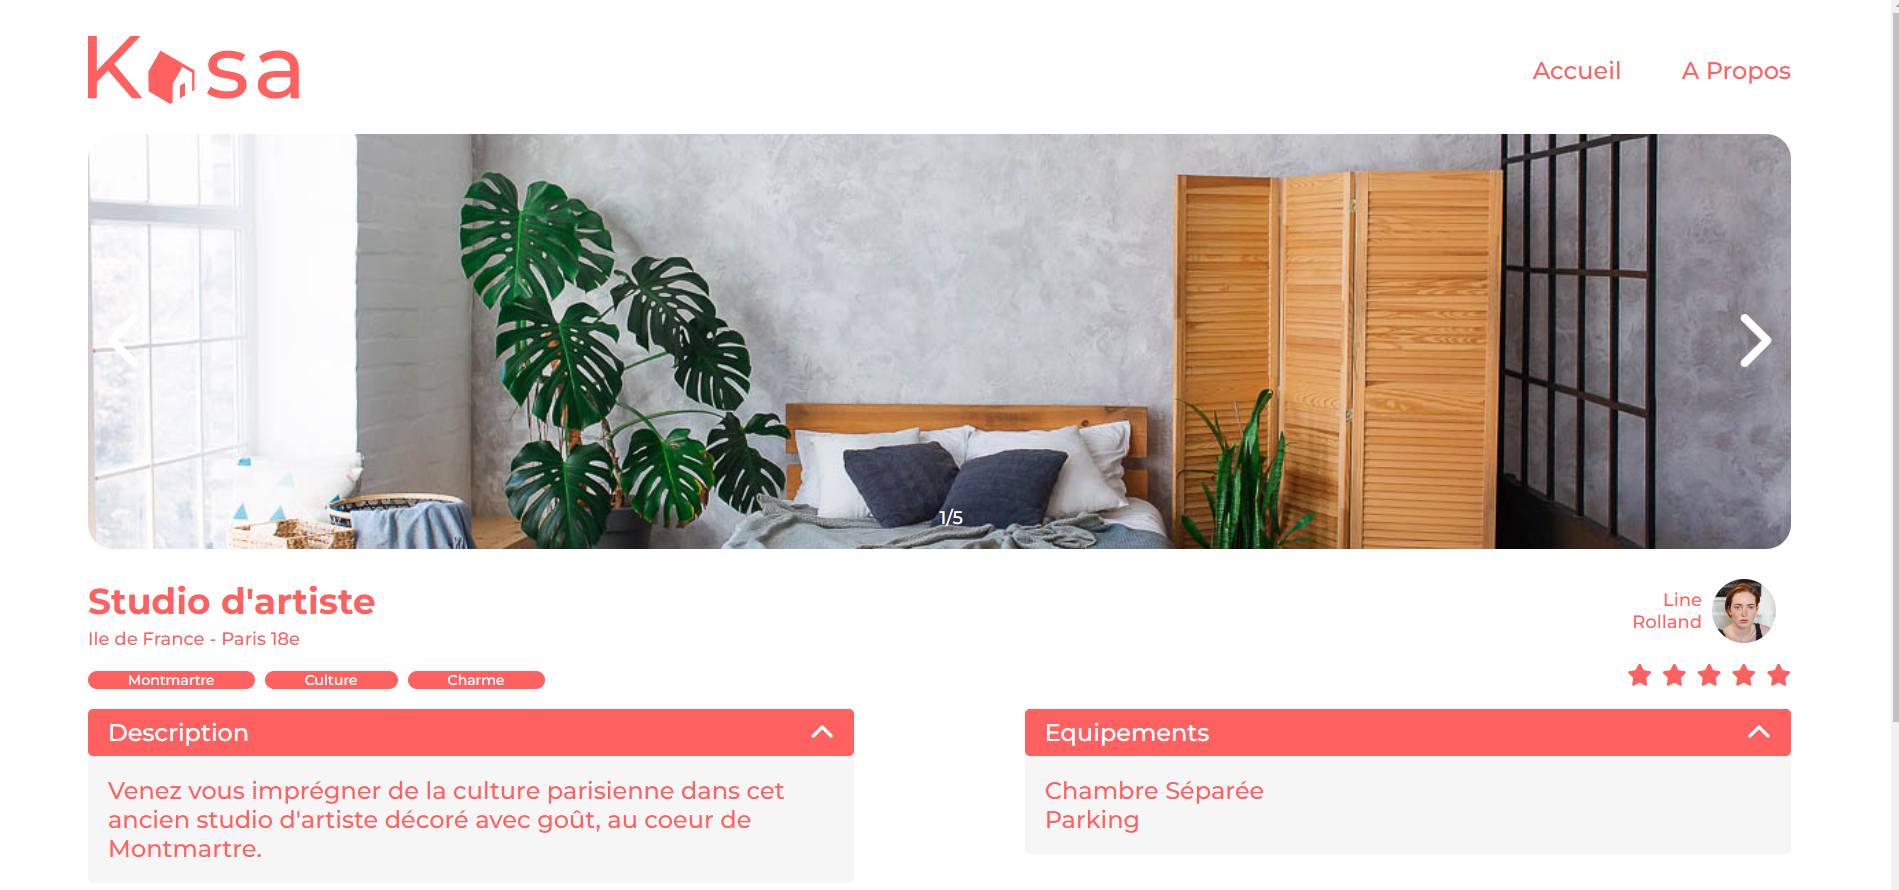 Kasa
Accueil
A Propos
1/5
Studio d'artiste
Ile de France - Paris 18e
Line
Rolland
Montmartre
Culture
Charme
Description
Venez vous imprégner de la culture parisienne dans cet
ancien studio d'artiste décoré avec goût, au coeur de
Montmartre.
Equipements
Chambre Séparée
Parking